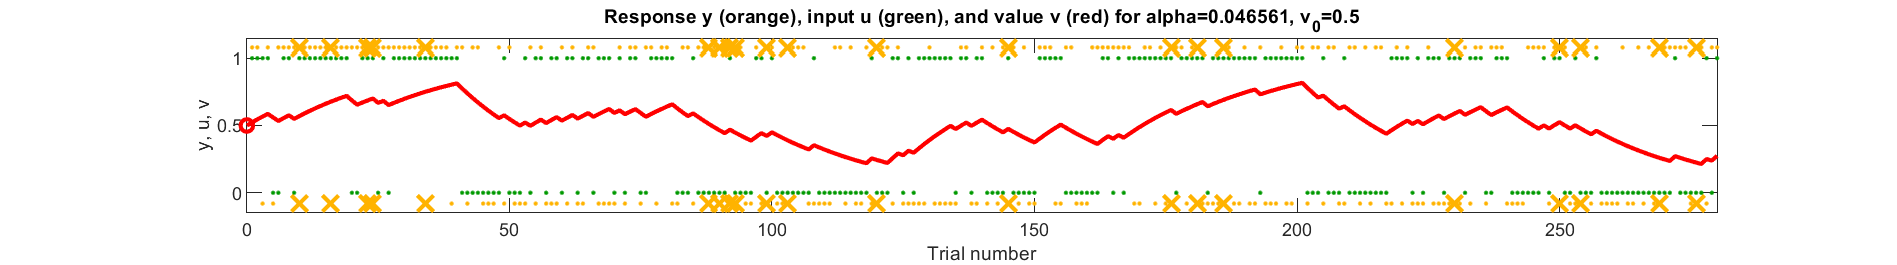 Response y (orange), input u (green), and value v (red) for alpha=0.046561, v0=0.5
y, u, v
1
0.5
0
0 50 100 150 200 250
Trial number